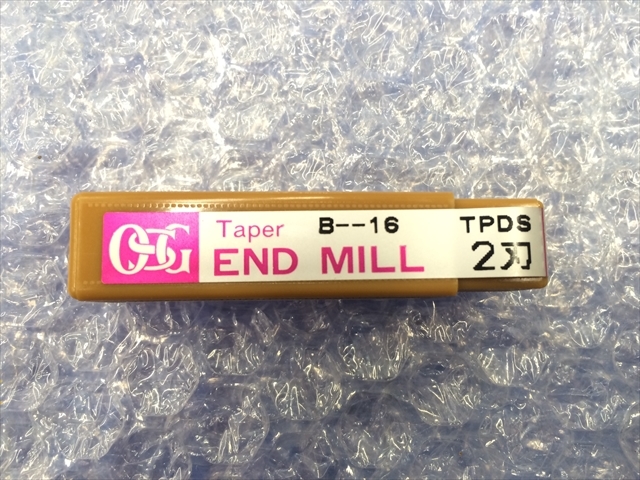 OSG Taper B--16 TPDS
END MILL 2刃